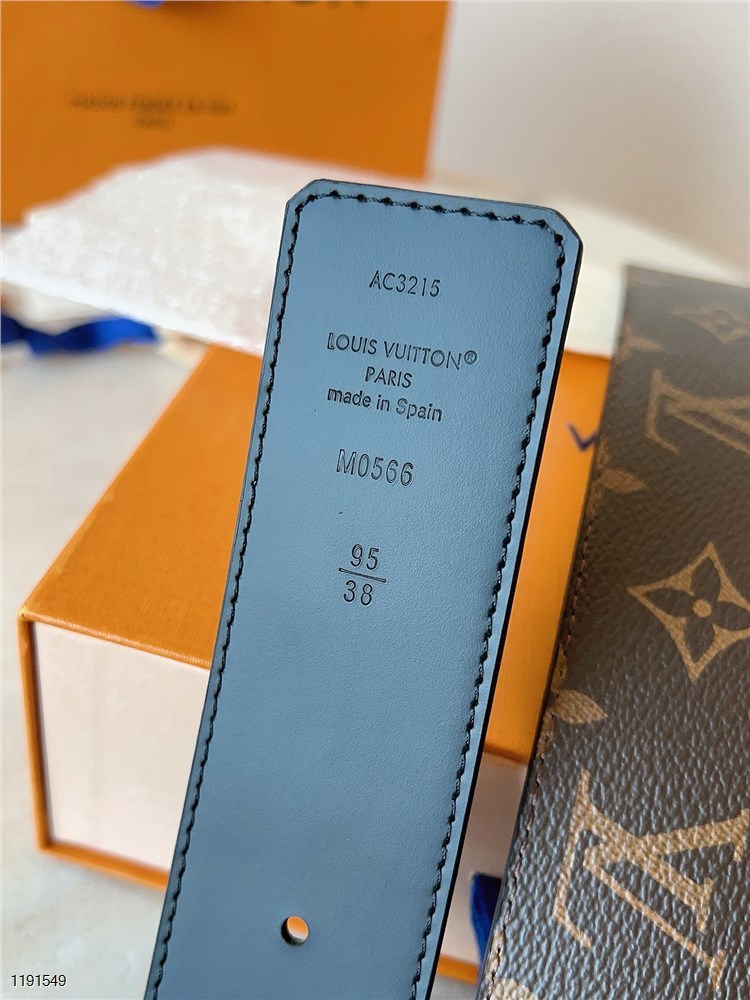 AC3215
LOUIS VUITTON®
PARIS
made in Spain
M0566
95
38
1191549